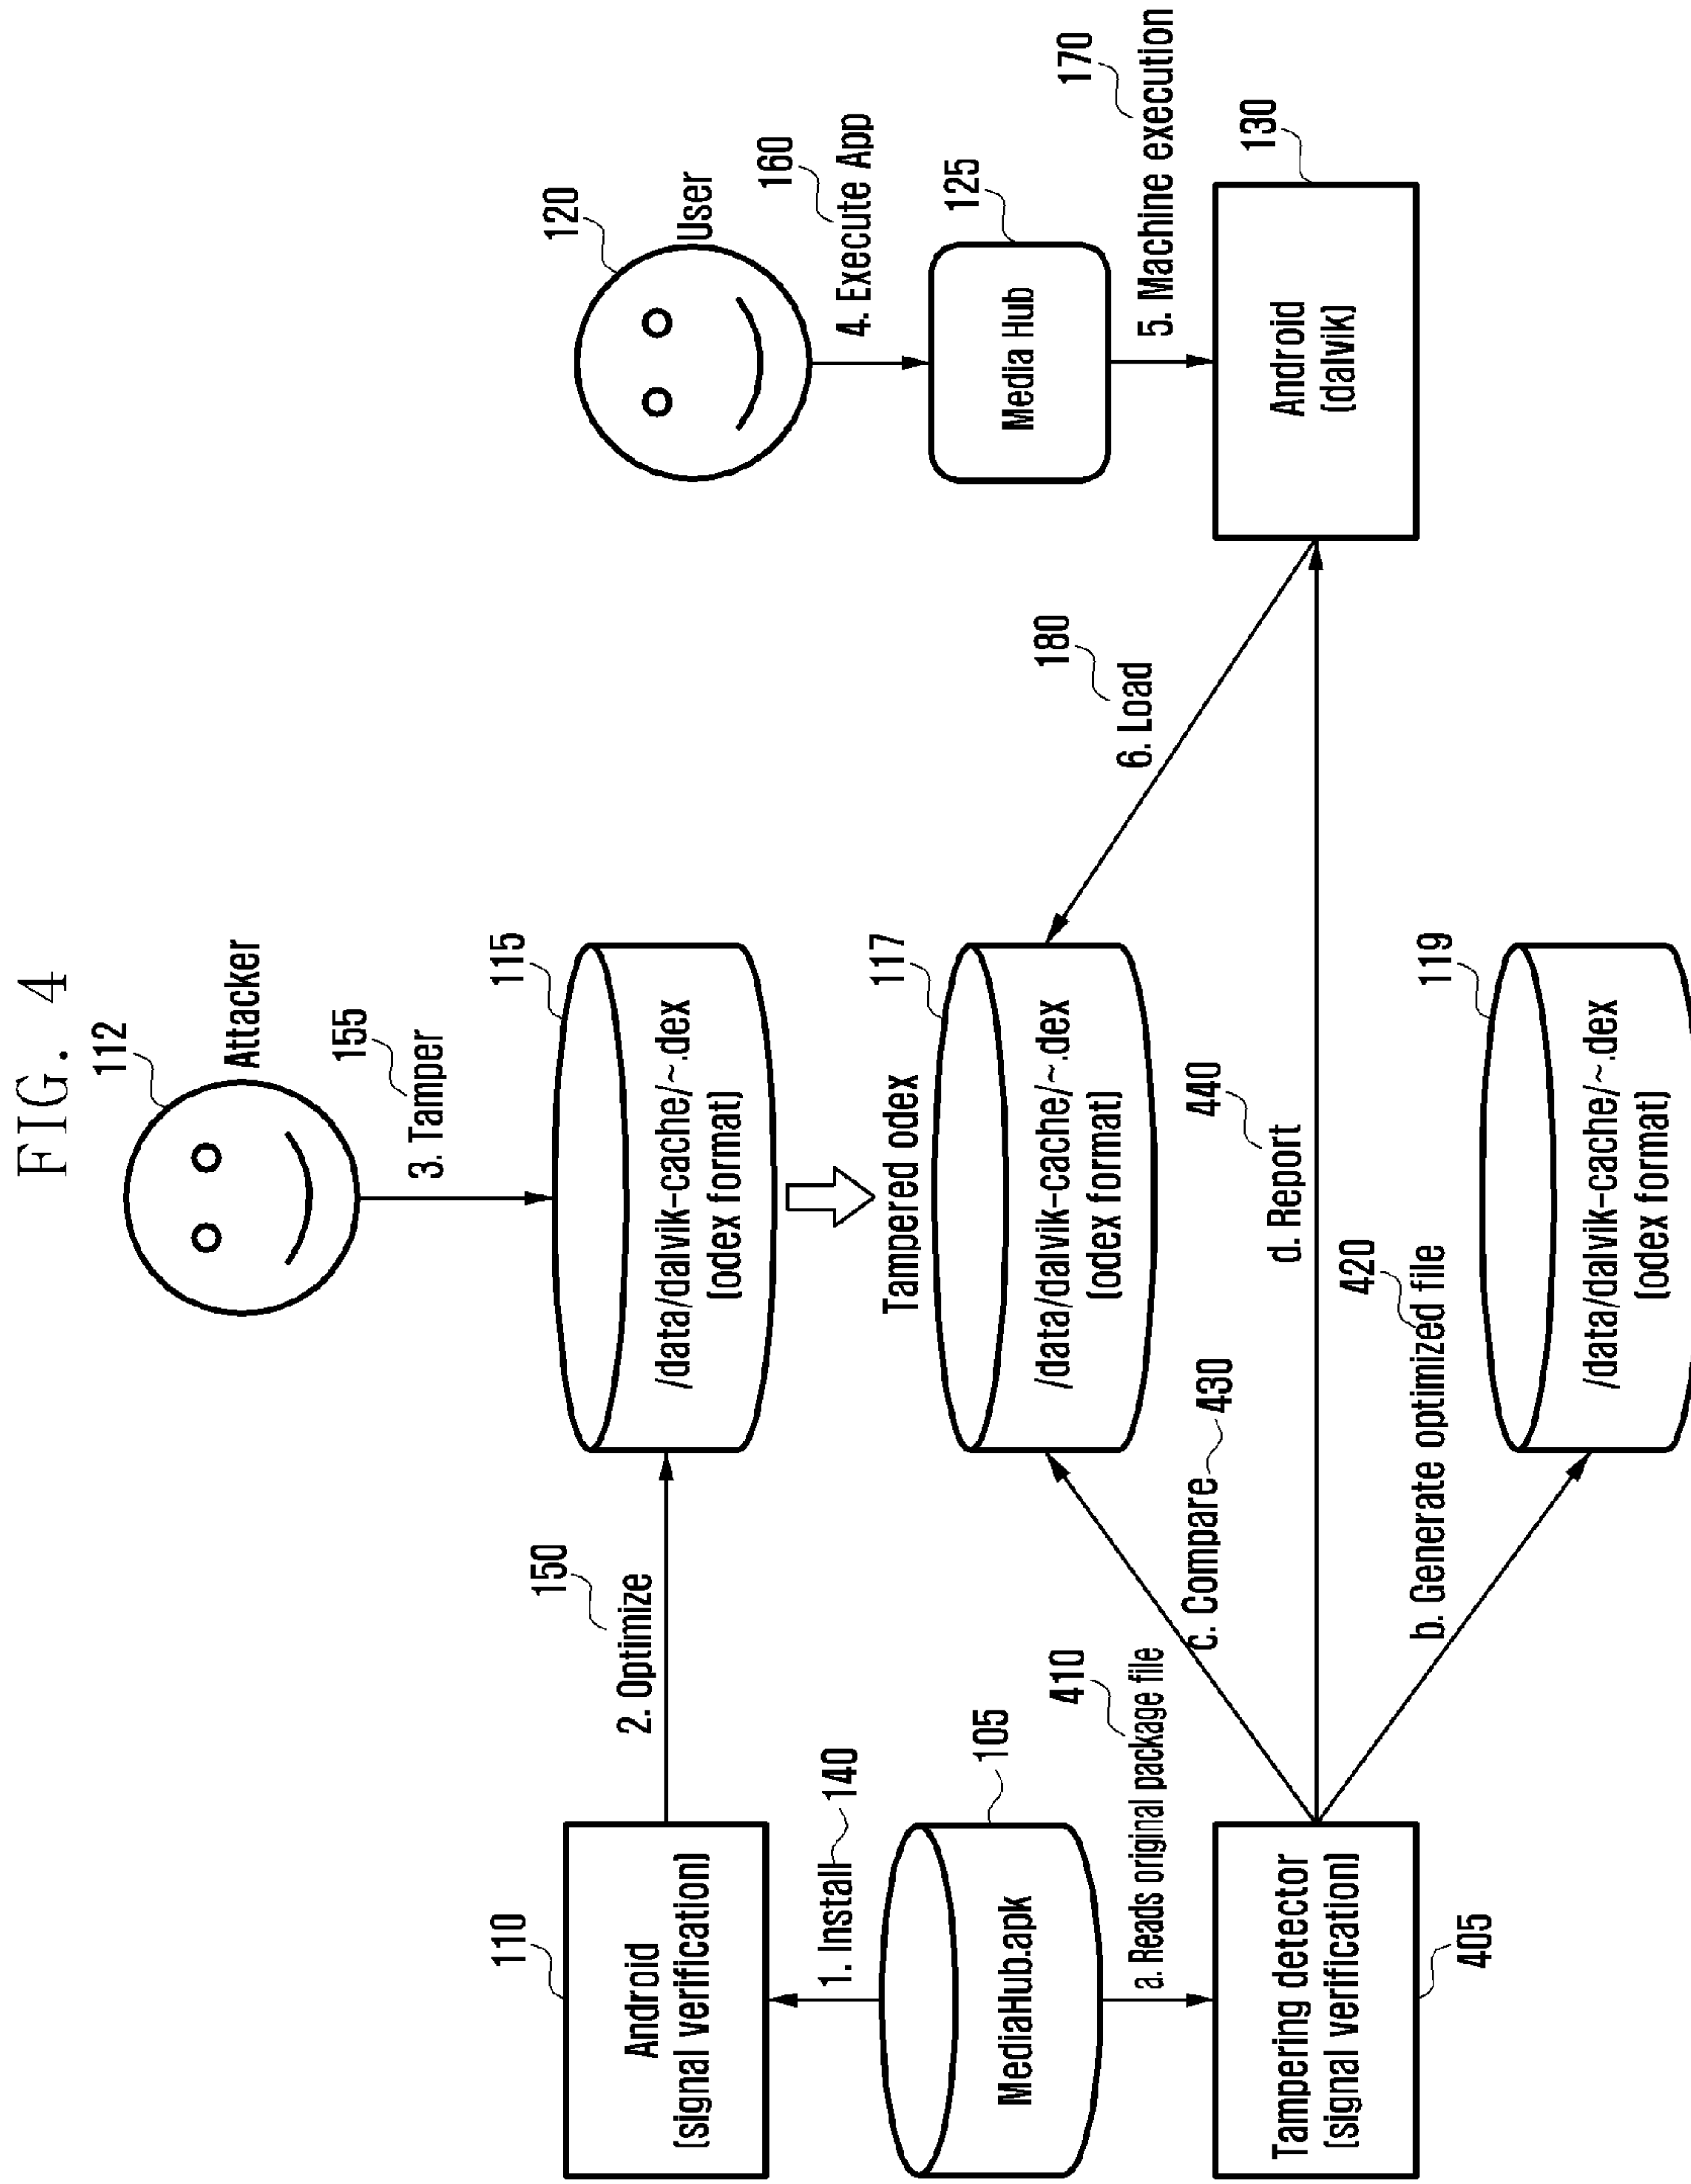 FIG. 4
112
Attacker
155
3. Tamper
110
Android
(signal verification)
150
2. Optimize
115
/data/dalvik-cache/~.dex
(odex format)
120
User
160
4. Execute App
1. Install
140
105
MediaHub.apk
Tampered odex
117
/data/dalvik-cache/~.dex
(odex format)
180
6. Load
125
Media Hub
170
5. Machine execution
410
a. Reads original package file
c. Compare
430
440
d. Report
130
Android
(dalvik)
Tampering detector
(signal verification)
405
420
b. Generate optimized file
119
/data/dalvik-cache/~.dex
(odex format)